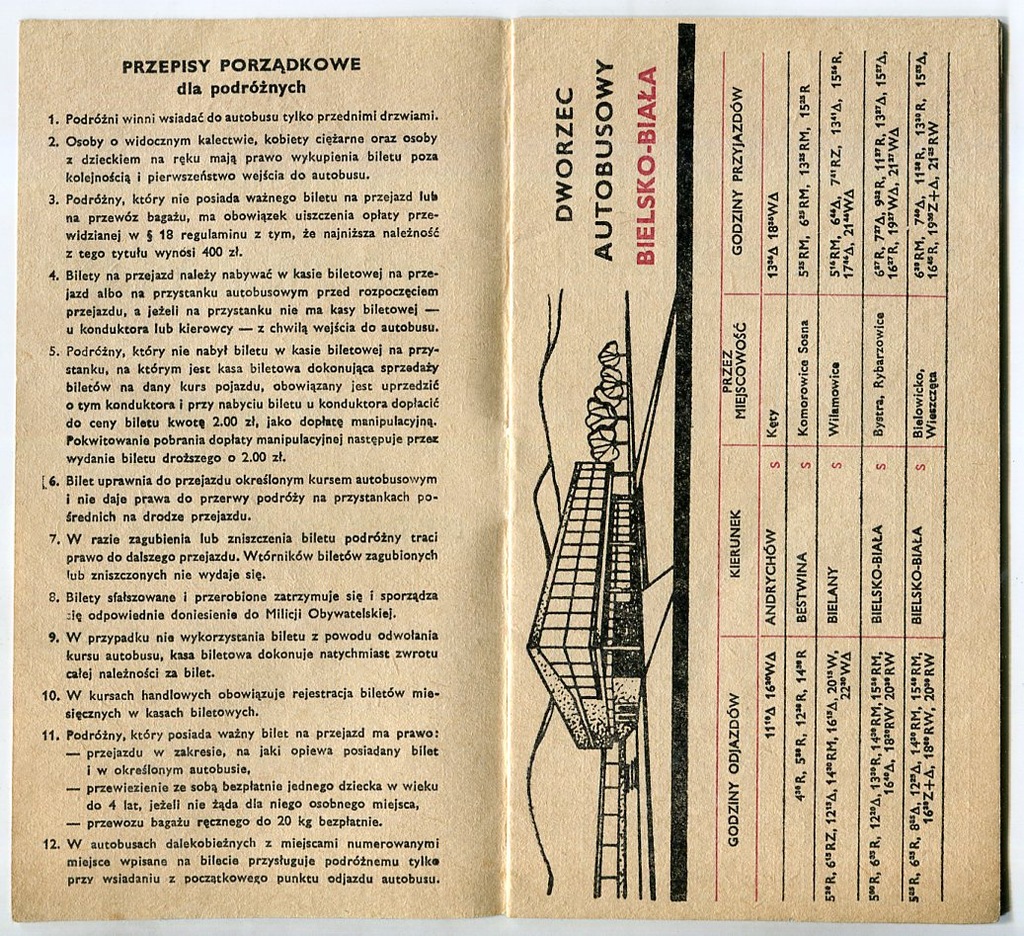 PRZEPISY PORZĄDKOWE
dla podróżnych
1. Podróżni winni wsiadać do autobusu tylko przednimi drzwiami.
2. Osoby o widocznym kalectwie, kobiety ciężarne oraz osoby
z dzieckiem na ręku mają prawo wykupienia biletu poza
kolejnością i pierwszeństwo wejścia do autobusu.
3. Podróżny, który nie posiada ważnego biletu na przejazd lub
na przewóz bagażu, ma obowiązek uiszczenia opłaty prze-
widzianej w § 18 regulaminu z tym, że najniższa należność
z tego tytułu wynosi 400 zł.
4. Bilety na przejazd należy nabywać w kasie biletowej na prze-
jazd albo na przystanku autobusowym przed rozpoczęciem
przejazdu, a jeżeli na przystanku nie ma kasy biletowej —
u konduktora lub kierowcy — z chwilą wejścia do autobusu.
5. Podróżny, który nie nabył biletu w kasie biletowej na przy-
stanku, na którym jest kasa biletowa dokonująca sprzedaży
biletów na dany kurs pojazdu, obowiązany jest uprzedzić
o tym konduktora i przy nabyciu biletu u konduktora dopłacić
do ceny biletu kwotę 2.00 zł, jako dopłatę manipulacyjną.
Pokwitowanie pobrania dopłaty manipulacyjnej następuje przez
wydanie biletu droższego o 2.00 zł.
6. Bilet uprawnia do przejazdu określonym kursem autobusowym
i nie daje prawa do przerwy podróży na przystankach po-
średnich na drodze przejazdu.
7. W razie zagubienia lub zniszczenia biletu podróżny traci
prawo do dalszego przejazdu. Wtórników biletów zagubionych
lub zniszczonych nie wydaje się.
8. Bilety sfałszowane i przerobione zatrzymuje się i sporządza
się odpowiednie doniesienie do Milicji Obywatelskiej.
9. W przypadku nie wykorzystania biletu z powodu odwołania
kursu autobusu, kasa biletowa dokonuje natychmiast zwrotu
całej należności za bilet.
10. W kursach handlowych obowiązuje rejestracja biletów mie-
sięcznych w kasach biletowych.
11. Podróżny, który posiada ważny bilet na przejazd ma prawo:
— przejazdu w zakresie, na jaki opiewa posiadany bilet
i w określonym autobusie,
— przewiezienie ze sobą bezpłatnie jednego dziecka w wieku
do 4 lat, jeżeli nie żąda dla niego osobnego miejsca,
— przewozu bagażu ręcznego do 20 kg bezpłatnie.
12. W autobusach dalekobieżnych z miejscami numerowanymi
miejsce wpisane na bilecie przysługuje podróżnemu tylko
przy wsiadaniu z początkowego punktu odjazdu autobusu.
DWORZEC
AUTOBUSOWY
BIELSKO-BIAŁA
GODZINY ODJAZDÓW KIERUNEK PRZEZ MIEJSCOWOŚĆ GODZINY PRZYJAZDÓW
ANDRYCHÓW S Kęty
BESTWINA S Komorowice Sosna
BIELANY S Wilamowice
BIELSKO-BIAŁA S Bystra, Rybarzowice
BIELSKO-BIAŁA S Bielowicko,
Wieszczęta